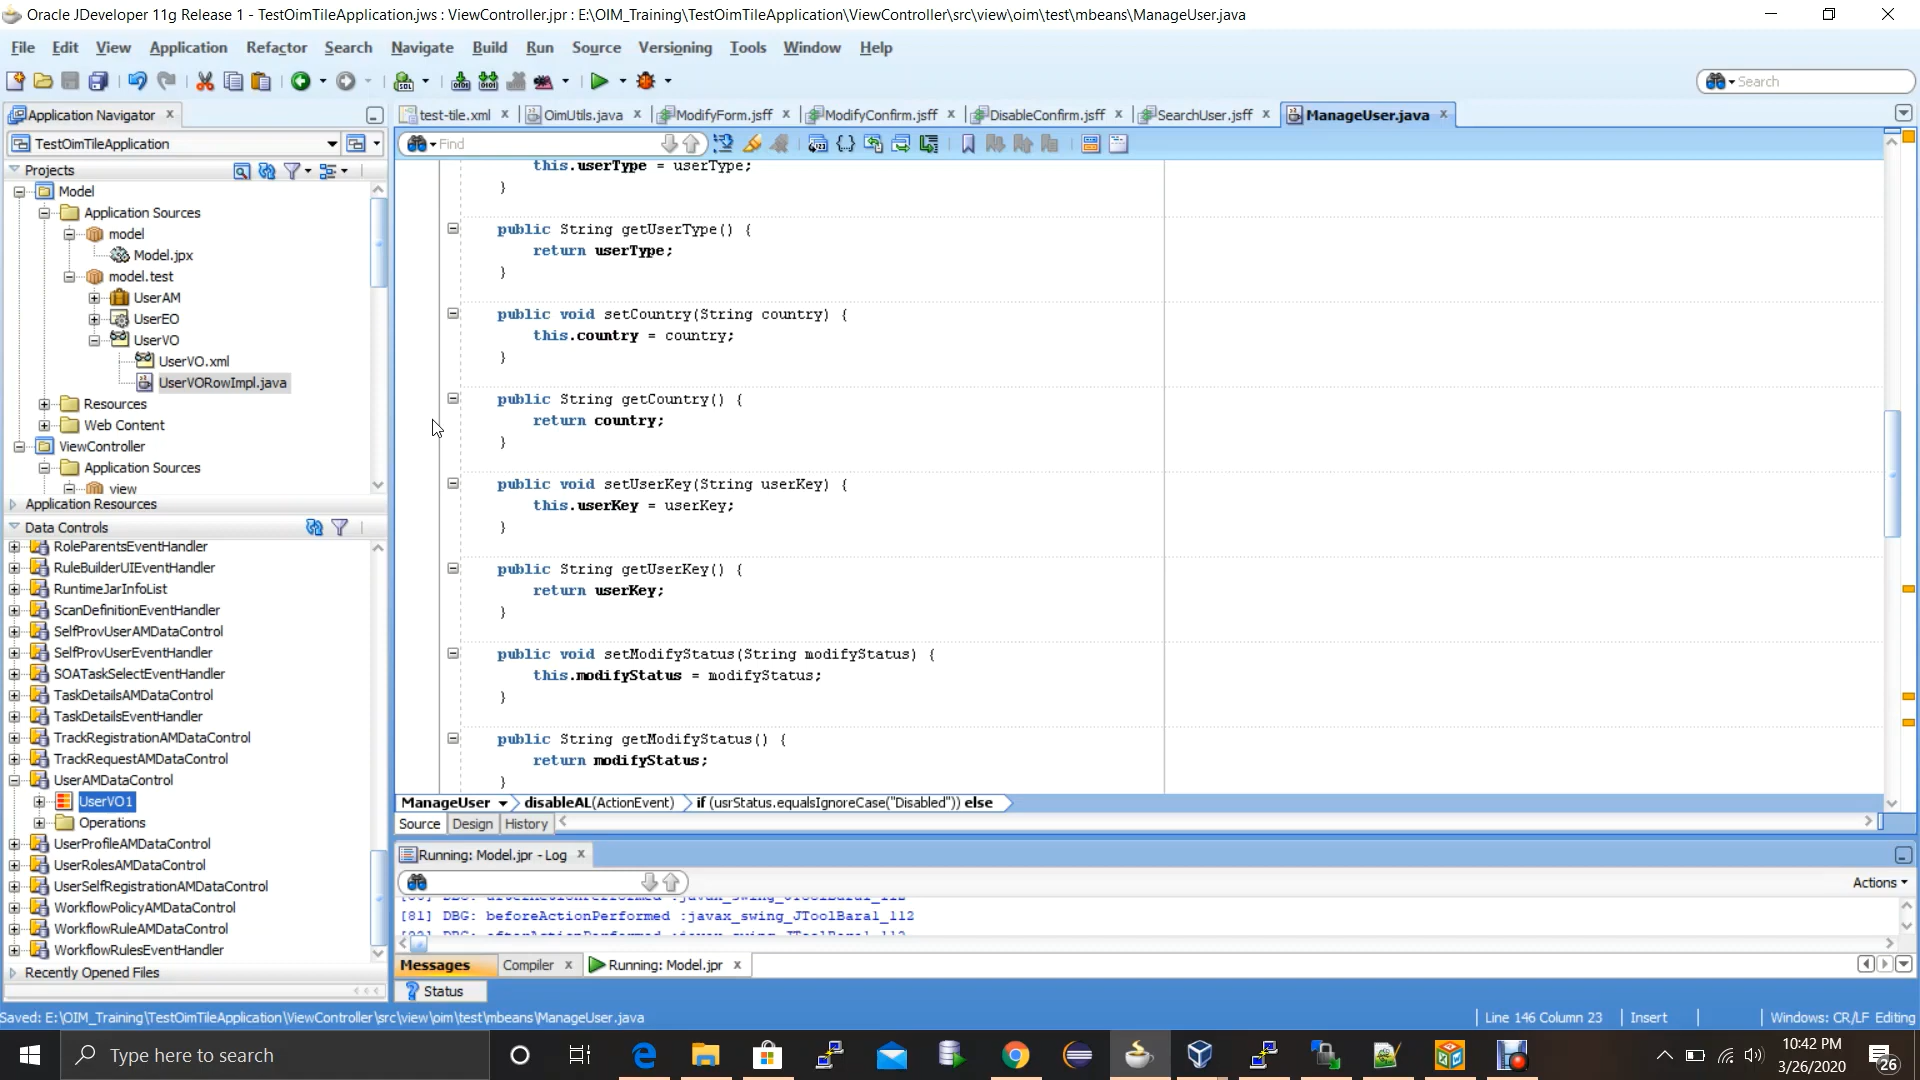 Oracle JDeveloper 11g Release 1 - TestOimTileApplication.jws : ViewController.jpr : E:\OIM_Training\TestOimTileApplication\ViewController\src\view\oim\test\mbeans\ManageUser.java
File Edit View Application Refactor Search Navigate Build Run Source Versioning Tools Window Help
Search
Application Navigator
test-tile.xml OimUtils.java ModifyForm.jsff ModifyConfirm.jsff DisableConfirm.jsff SearchUser.jsff ManageUser.java
TestOimTileApplication
Find
Projects
Model
Application Sources
model
Model.jpx
model.test
UserAM
UserEO
UserVO
UserVO.xml
UserVORowImpl.java
Resources
Web Content
ViewController
Application Sources
view
Application Resources
Data Controls
RoleParentsEventHandler
RuleBuilderUIEventHandler
RuntimeJarInfoList
ScanDefinitionEventHandler
SelfProvUserAMDataControl
SelfProvUserEventHandler
SOATaskSelectEventHandler
TaskDetailsAMDataControl
TaskDetailsEventHandler
TrackRegistrationAMDataControl
TrackRequestAMDataControl
UserAMDataControl
UserVO1
Operations
UserProfileAMDataControl
UserRolesAMDataControl
UserSelfRegistrationAMDataControl
WorkflowPolicyAMDataControl
WorkflowRuleAMDataControl
WorkflowRulesEventHandler
Recently Opened Files
this.userType = userType;
}
public String getUserType() {
return userType;
}
public void setCountry(String country) {
this.country = country;
}
public String getCountry() {
return country;
}
public void setUserKey(String userKey) {
this.userKey = userKey;
}
public String getUserKey() {
return userKey;
}
public void setModifyStatus(String modifyStatus) {
this.modifyStatus = modifyStatus;
}
public String getModifyStatus() {
return modifyStatus;
}
ManageUser disableAL(ActionEvent) if (usrStatus.equalsIgnoreCase("Disabled")) else
Source Design History
Running: Model.jpr - Log
Actions
[81] DBG: beforeActionPerformed :javax_swing_JToolBaral_112
Messages Compiler Running: Model.jpr
Status
Saved: E:\OIM_Training\TestOimTileApplication\ViewController\src\view\oim\test\mbeans\ManageUser.java
Line 146 Column 23 Insert Windows: CR/LF Editing
Type here to search
10:42 PM
3/26/2020
26